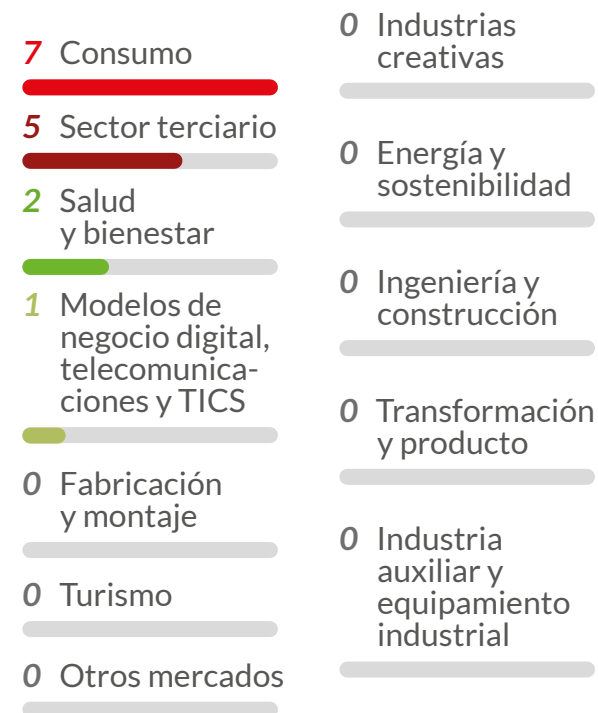 7 Consumo
5 Sector terciario
2 Salud
y bienestar
1 Modelos de
negocio digital,
telecomunica-
ciones y TICS
0 Fabricación
y montaje
0 Turismo
0 Otros mercados
0 Industrias
creativas
0 Energía y
sostenibilidad
0 Ingeniería y
construcción
0 Transformación
y producto
0 Industria
auxiliar y
equipamiento
industrial